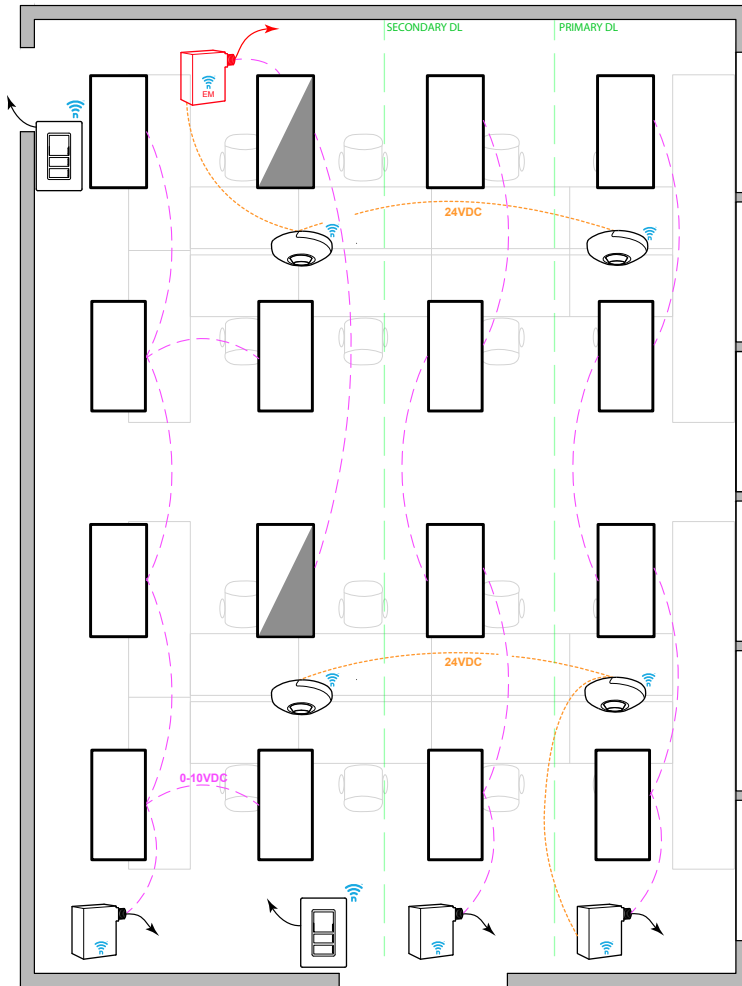 SECONDARY DL
PRIMARY DL
EM
24VDC
24VDC
0-10VDC